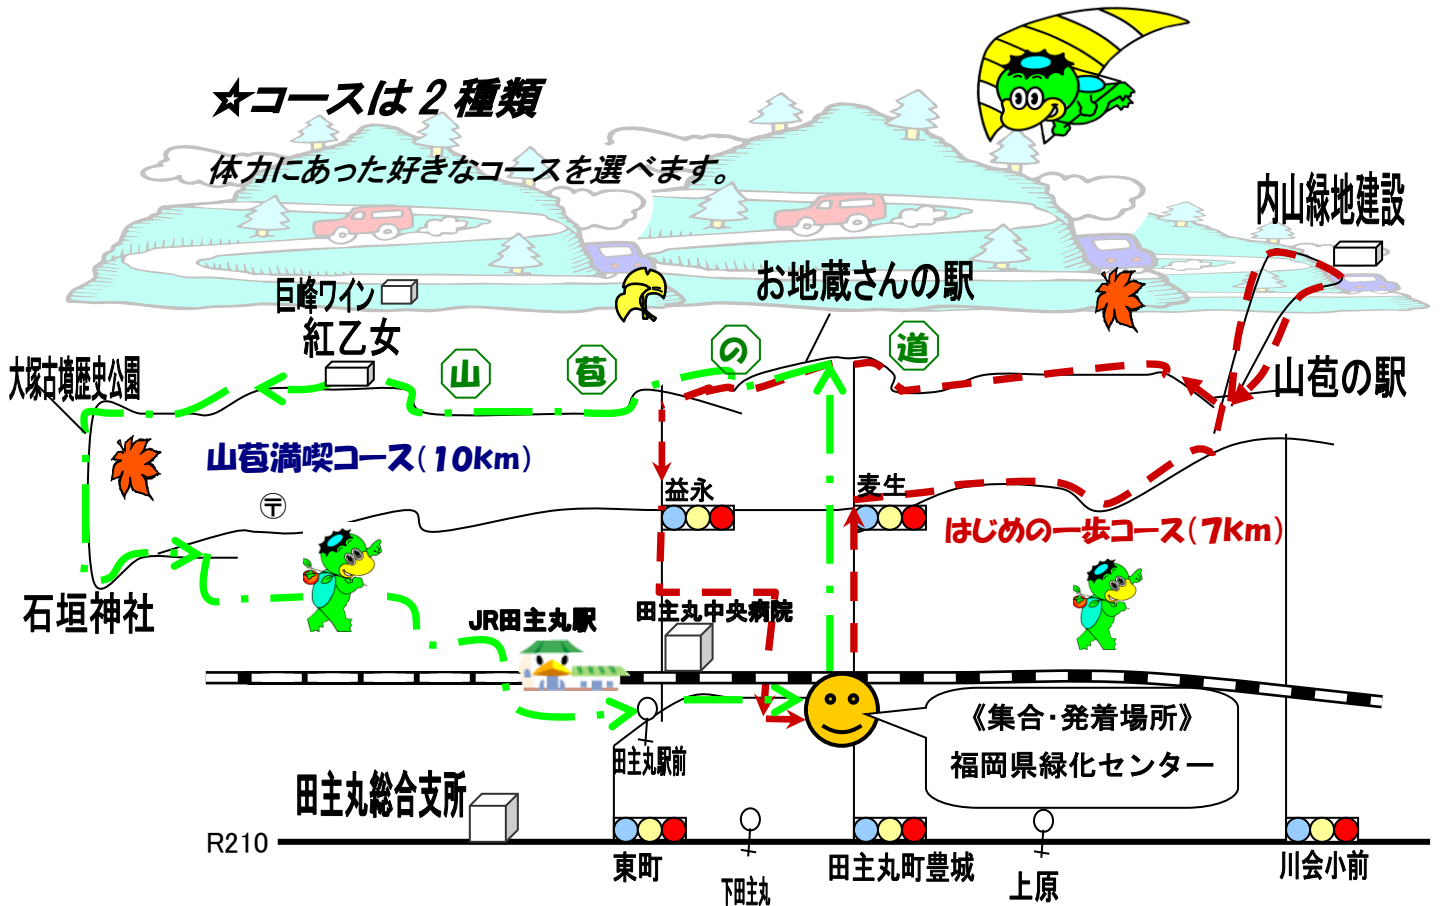 ☆コースは2種類
体力にあった好きなコースを選べます。
内山緑地建設
お地蔵さんの駅
巨峰ワイン
紅乙女
山苞の道
大塚古墳歴史公園
山苞の駅
山苞満喫コース(10km)
〒
益永
麦生
はじめの一歩コース(7km)
石垣神社
JR田主丸駅
田主丸中央病院
《集合・発着場所》
福岡県緑化センター
田主丸駅前
田主丸総合支所
R210
東町
下田主丸
田主丸町豊城
上原
川会小前